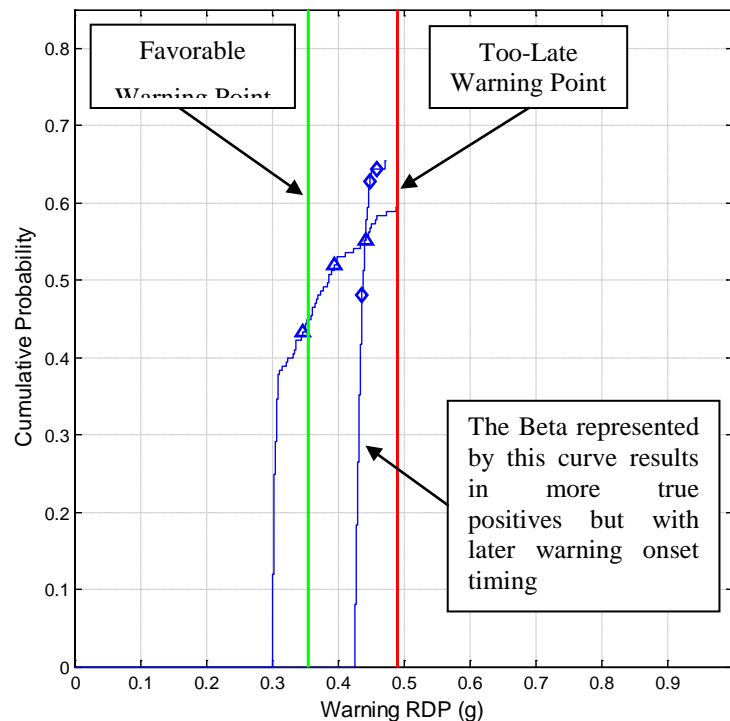 0.8
0.7
0.6
0.5
0.4
0.3
0.2
0.1
0
Cumulative Probability
Favorable
Warning Point
Too-Late
Warning Point
The Beta represented
by this curve results
in more true
positives but with
later warning onset
timing
0 0.1 0.2 0.3 0.4 0.5 0.6 0.7 0.8 0.9
Warning RDP (g)